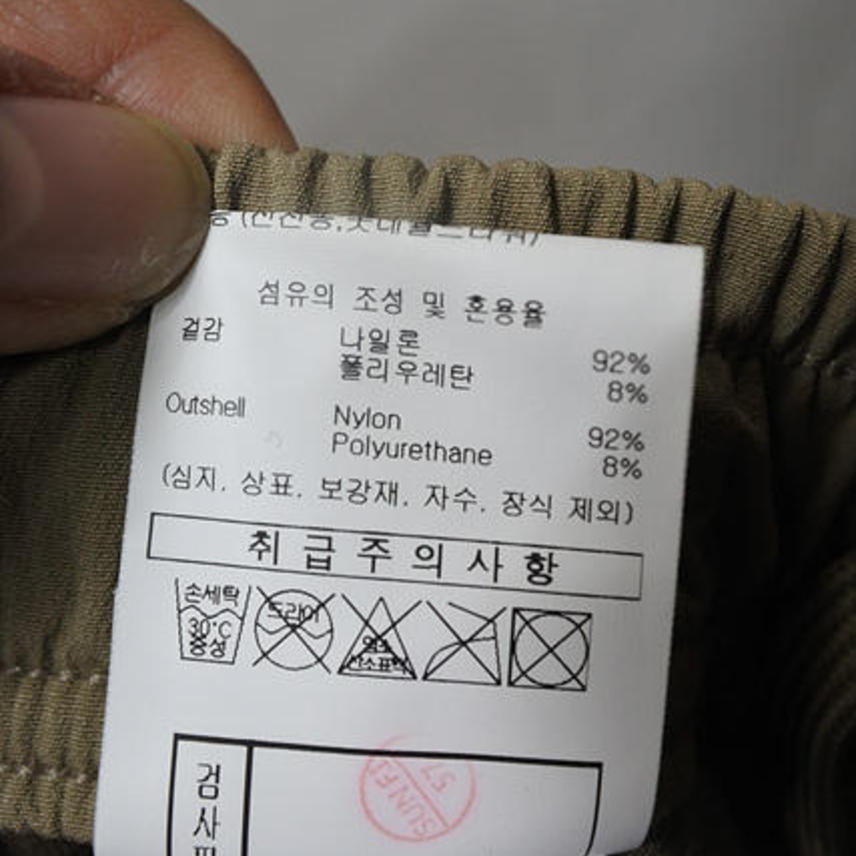 섬유의 조성 및 혼용율
겉감 나일론 92%
폴리우레탄 8%
Outshell Nylon 92%
Polyurethane 8%
(심지. 상표. 보강재. 자수. 장식 제외)
취급주의사항
손세탁 드라이
30°C 염소
중성 산소표백
검
사
57